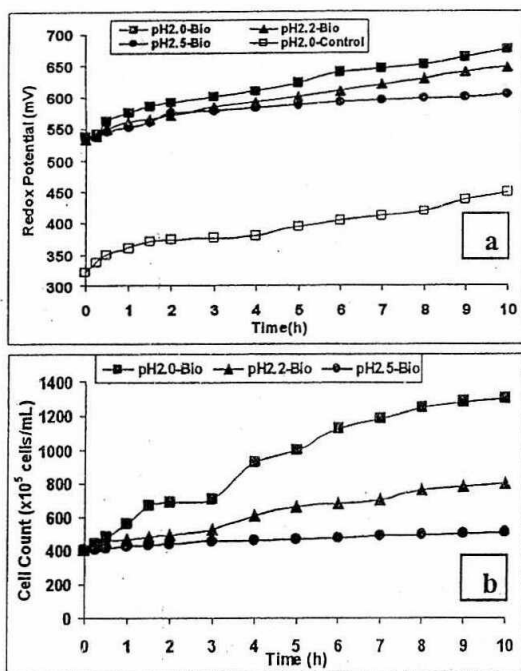 pH2.0-Bio pH2.2-Bio
pH2.5-Bio pH2.0-Control
700
650
600
550
500
450
400
350
300
Redox Potential (mV)
a
0 1 2 3 4 5 6 7 8 9 10
Time(h)
pH2.0-Bio pH2.2-Bio pH2.5-Bio
1400
1200
1000
800
600
400
200
0
Cell Count (x10⁵ cells/mL)
b
0 1 2 3 4 5 6 7 8 9 10
Time (h)